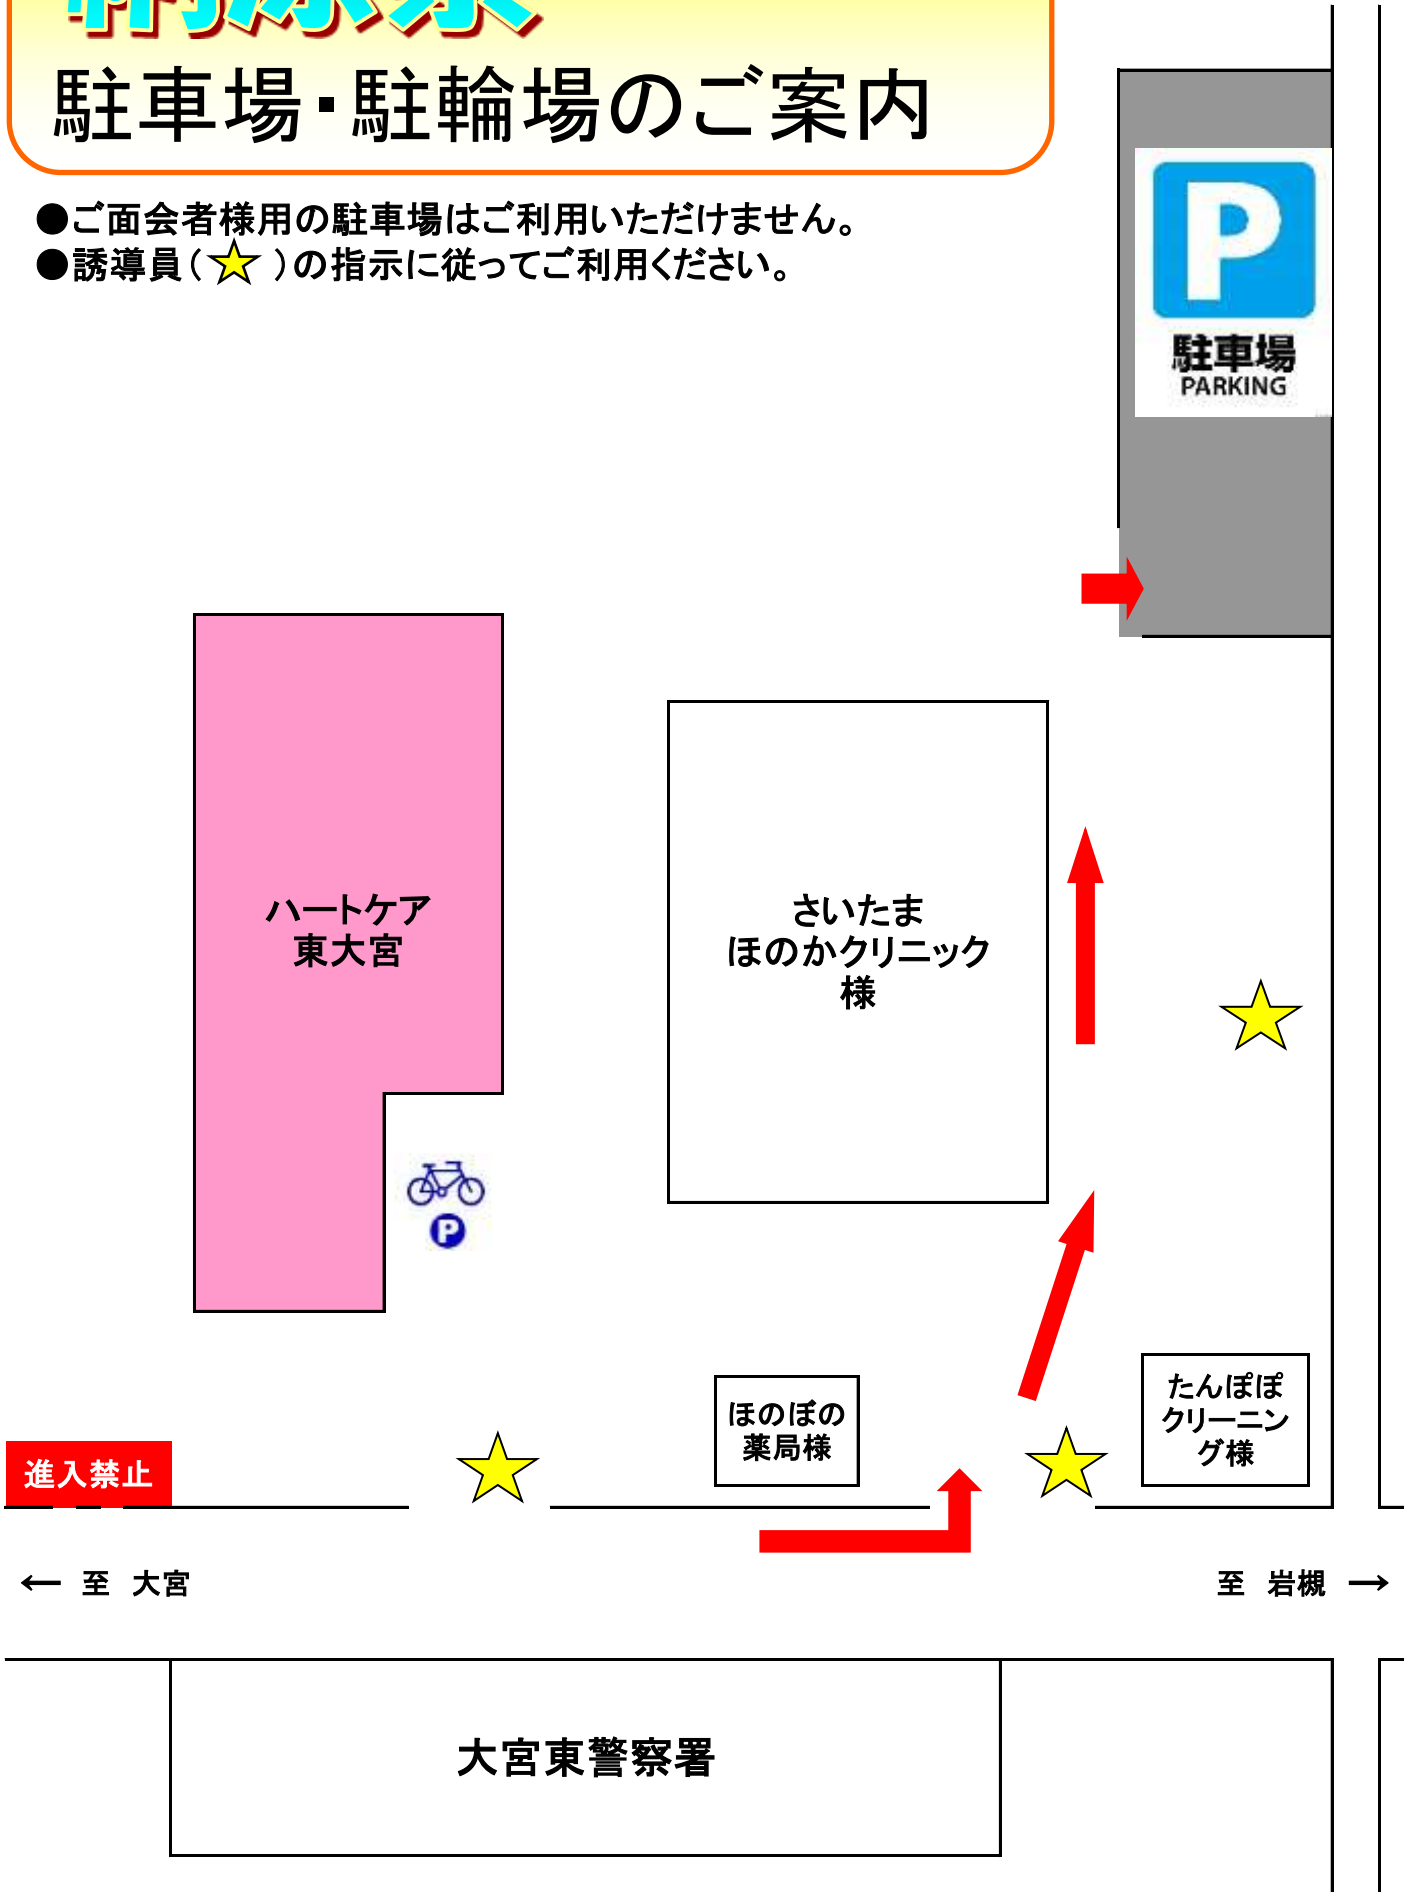 駐車場・駐輪場のご案内
●ご面会者様用の駐車場はご利用いただけません。
●誘導員(☆)の指示に従ってご利用ください。
P
駐車場
PARKING
ハートケア
東大宮
さいたま
ほのかクリニック
様
P
たんぽぽ
クリーニン
グ様
ほのぼの
薬局様
進入禁止
← 至 大宮
至 岩槻 →
大宮東警察署